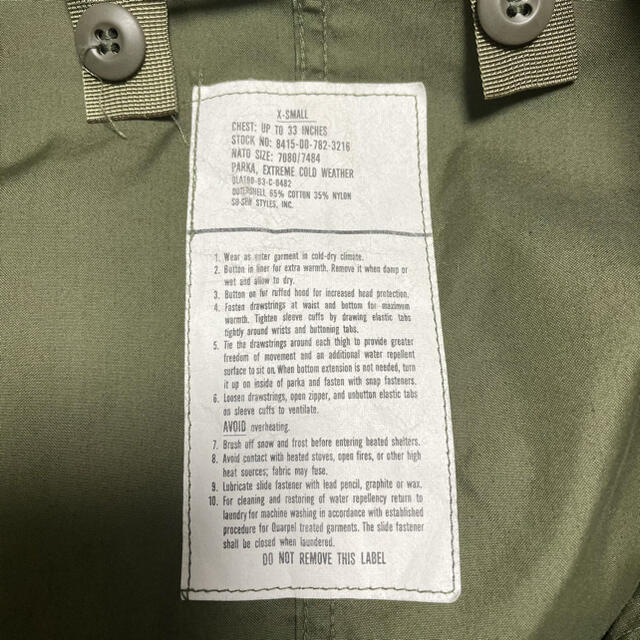 X-SMALL
CHEST: UP TO 33 INCHES
STOCK NO: 8415-00-782-3216
NATO SIZE: 7080/7484
PARKA, EXTREME COLD WEATHER
DLA100-83-C-0482
OUTERSHELL 65% COTTON 35% NYLON
SO-SEW STYLES, INC.
1. Wear as outer garment in cold-dry climate.
2. Button in liner for extra warmth. Remove it when damp or
wet and allow to dry.
3. Button on fur ruffed hood for increased head protection.
4. Fasten drawstrings at waist and bottom for maximum
warmth. Tighten sleeve cuffs by drawing elastic tabs
tightly around wrists and buttoning tabs.
5. Tie the drawstrings around each thigh to provide greater
freedom of movement and an additional water repellent
surface to sit on. When bottom extension is not needed, turn
it up on inside of parka and fasten with snap fasteners.
6. Loosen drawstrings, open zipper, and unbutton elastic tabs
on sleeve cuffs to ventilate.
AVOID overheating.
7. Brush off snow and frost before entering heated shelters.
8. Avoid contact with heated stoves, open fires, or other high
heat sources; fabric may fuse.
9. Lubricate slide fastener with lead pencil, graphite or wax.
10. For cleaning and restoring of water repellency return to
laundry for machine washing in accordance with established
procedure for Quarpel treated garments. The slide fastener
shall be closed when laundered.
DO NOT REMOVE THIS LABEL